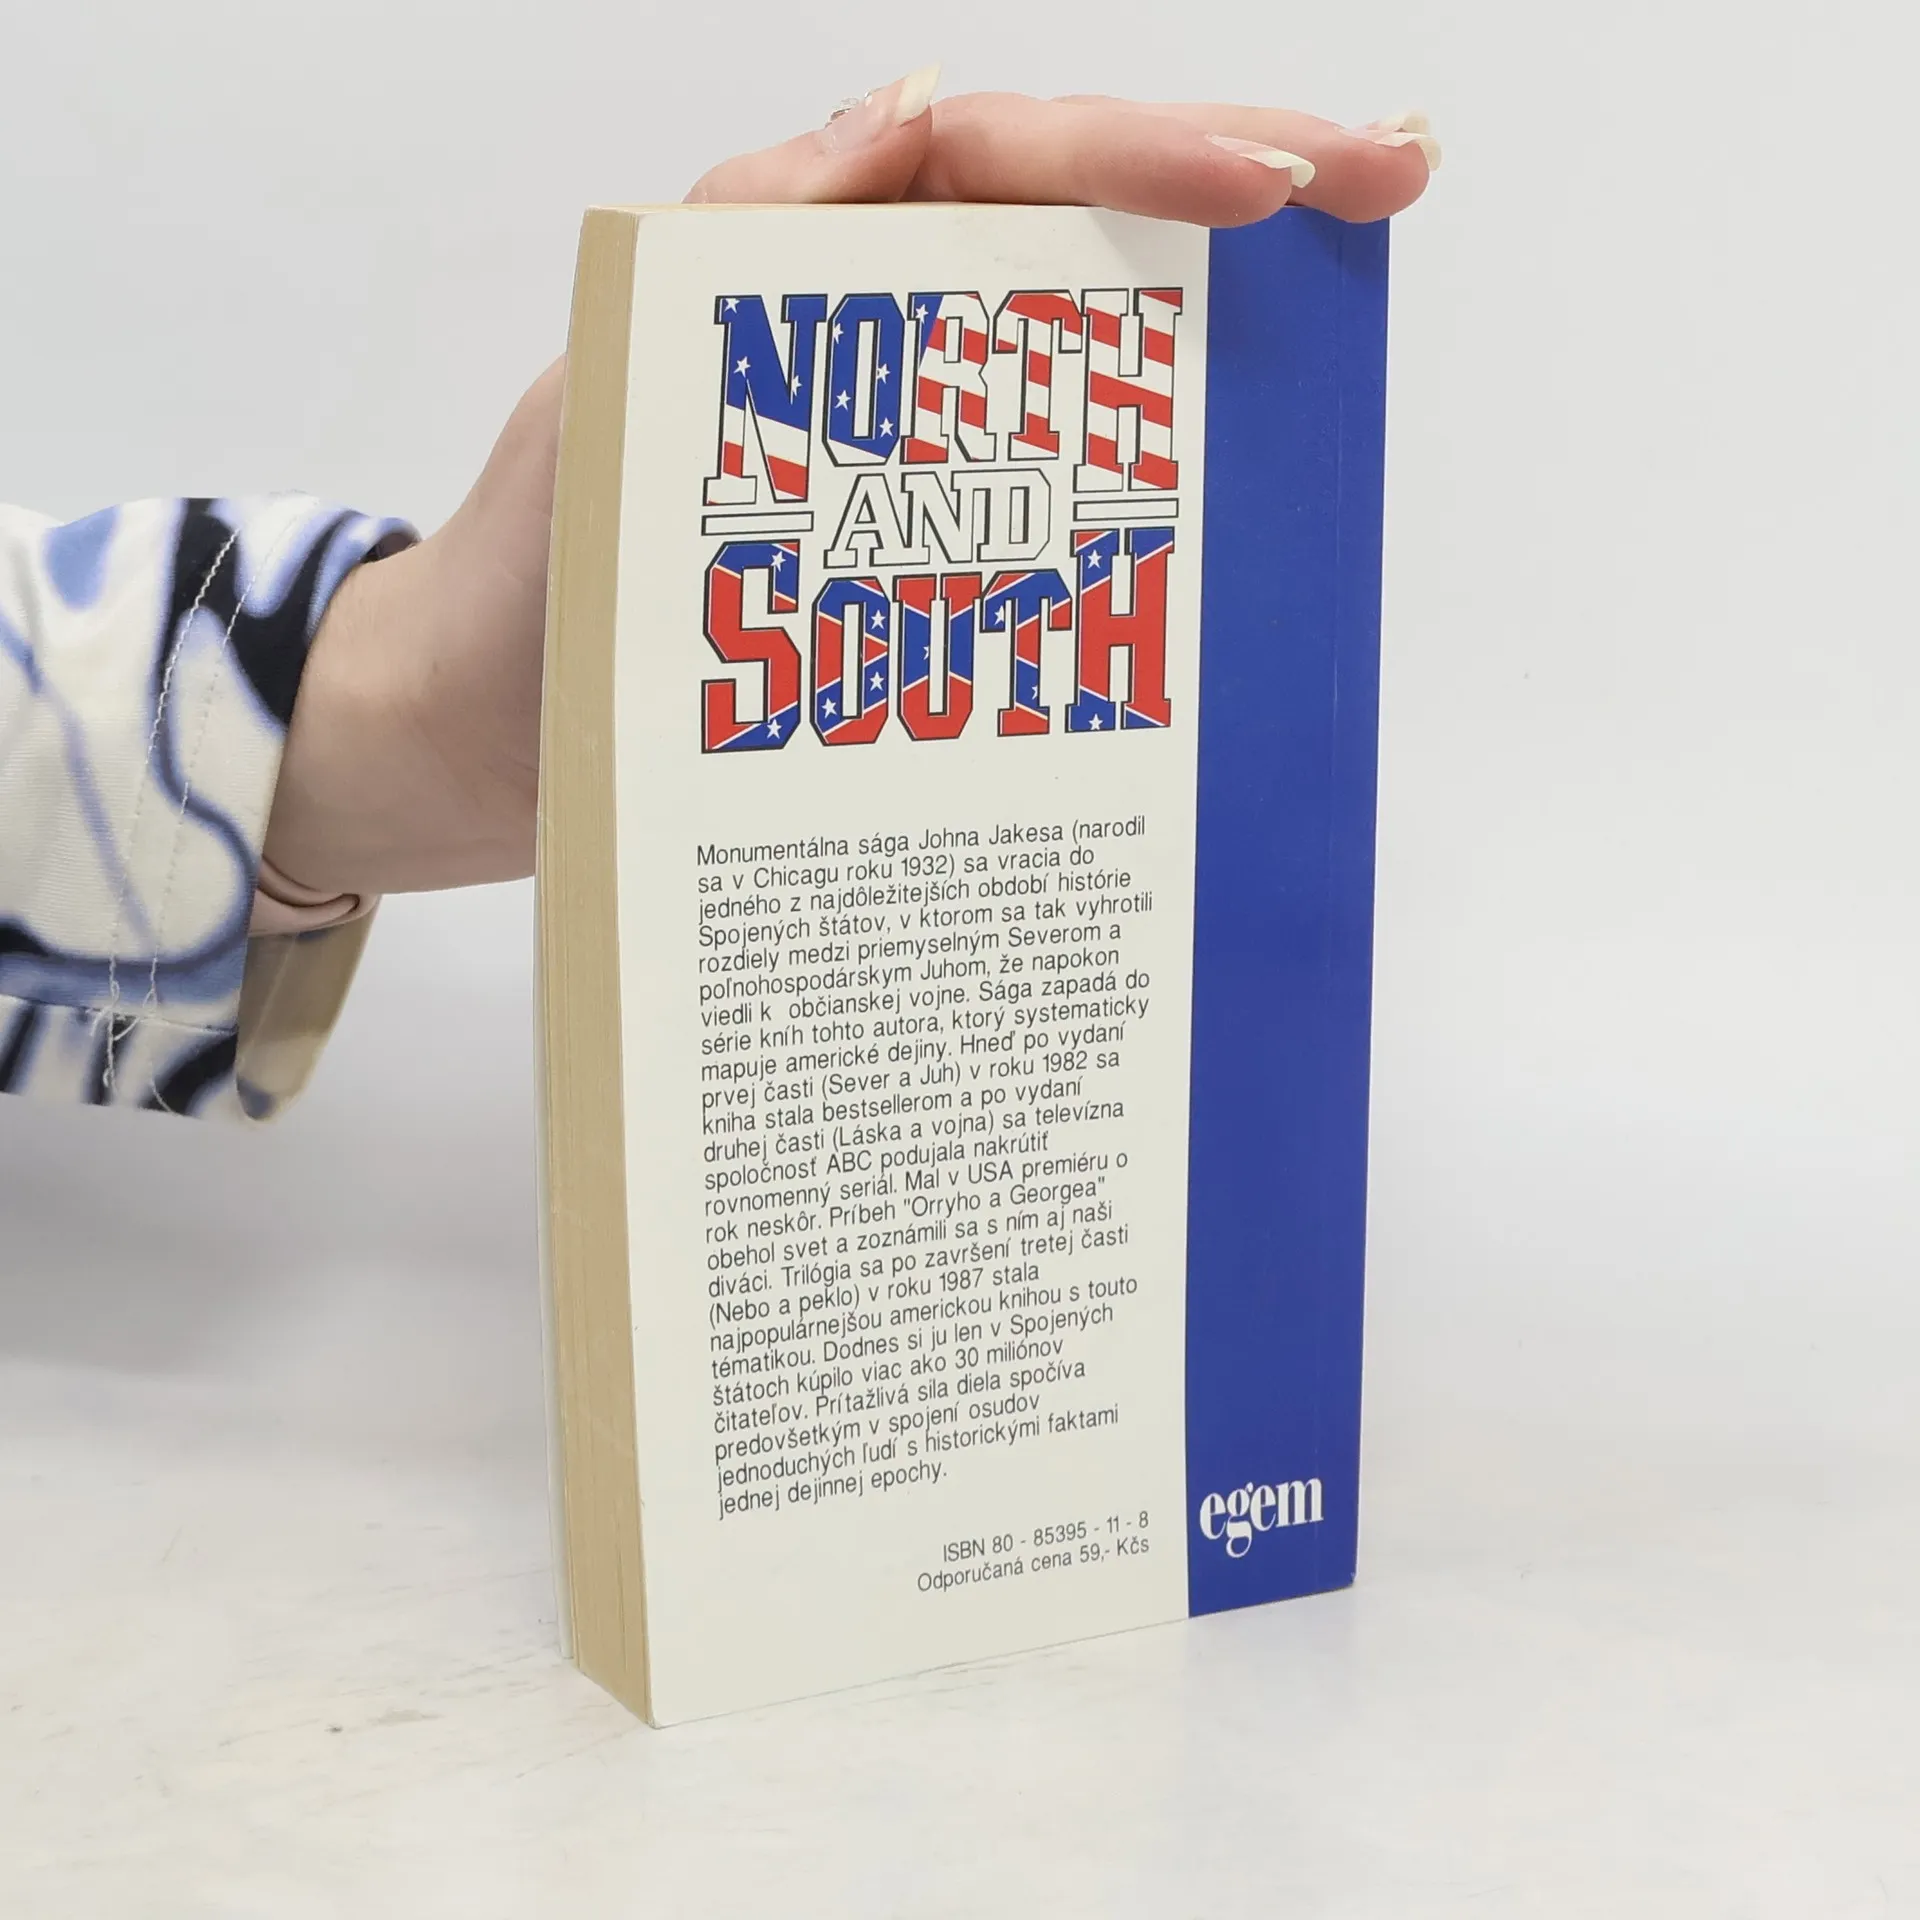 NORTH
AND
SOUTH
Monumentálna sága Johna Jakesa (narodil
sa v Chicagu roku 1932) sa vracia do
jedného z najdôležitejších období histórie
Spojených štátov, v ktorom sa tak vyhrotili
rozdiely medzi priemyselným Severom a
poľnohospodárskym Juhom, že napokon
viedli k občianskej vojne. Sága zapadá do
série kníh tohto autora, ktorý systematicky
mapuje americké dejiny. Hneď po vydaní
prvej časti (Sever a Juh) v roku 1982 sa
kniha stala bestsellerom a po vydaní
druhej časti (Láska a vojna) sa televízna
spoločnosť ABC podujala nakrútiť
rovnomenný seriál. Mal v USA premiéru o
rok neskôr. Príbeh "Orryho a Georgea"
obehol svet a zoznámili sa s ním aj naši
diváci. Trilógia sa po završení tretej časti
(Nebo a peklo) v roku 1987 stala
najpopulárnejšou americkou knihou s touto
tématikou. Dodnes si ju len v Spojených
štátoch kúpilo viac ako 30 miliónov
čitateľov. Príťažlivá sila diela spočíva
predovšetkým v spojení osudov
jednoduchých ľudí s historickými faktami
jednej dejinnej epochy.
ISBN 80 - 85395 - 11 - 8
Odporučaná cena 59,- Kčs
egem